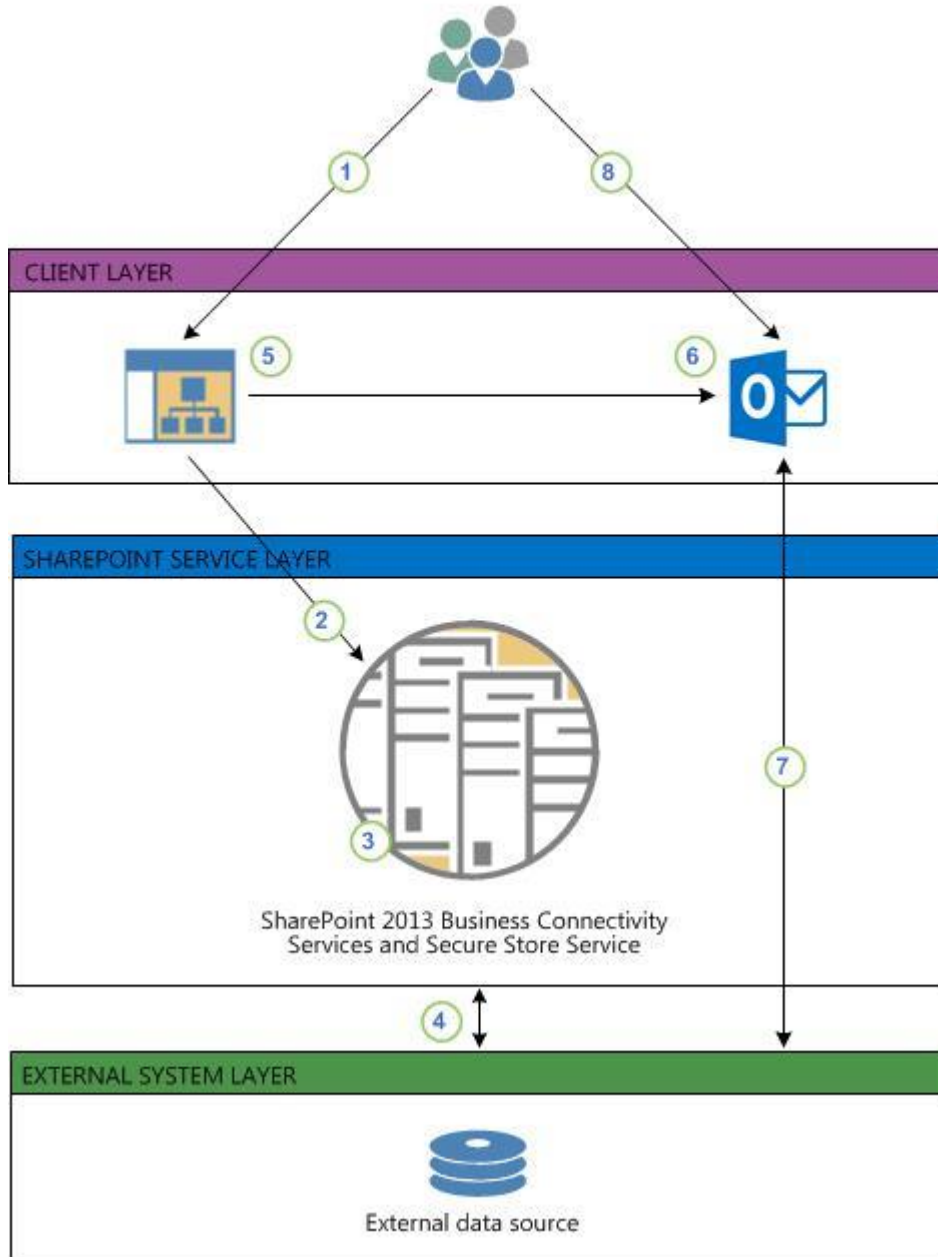 1
8
CLIENT LAYER
5
6
O
SHAREPOINT SERVICE LAYER
2
7
3
SharePoint 2013 Business Connectivity
Services and Secure Store Service
4
EXTERNAL SYSTEM LAYER
External data source